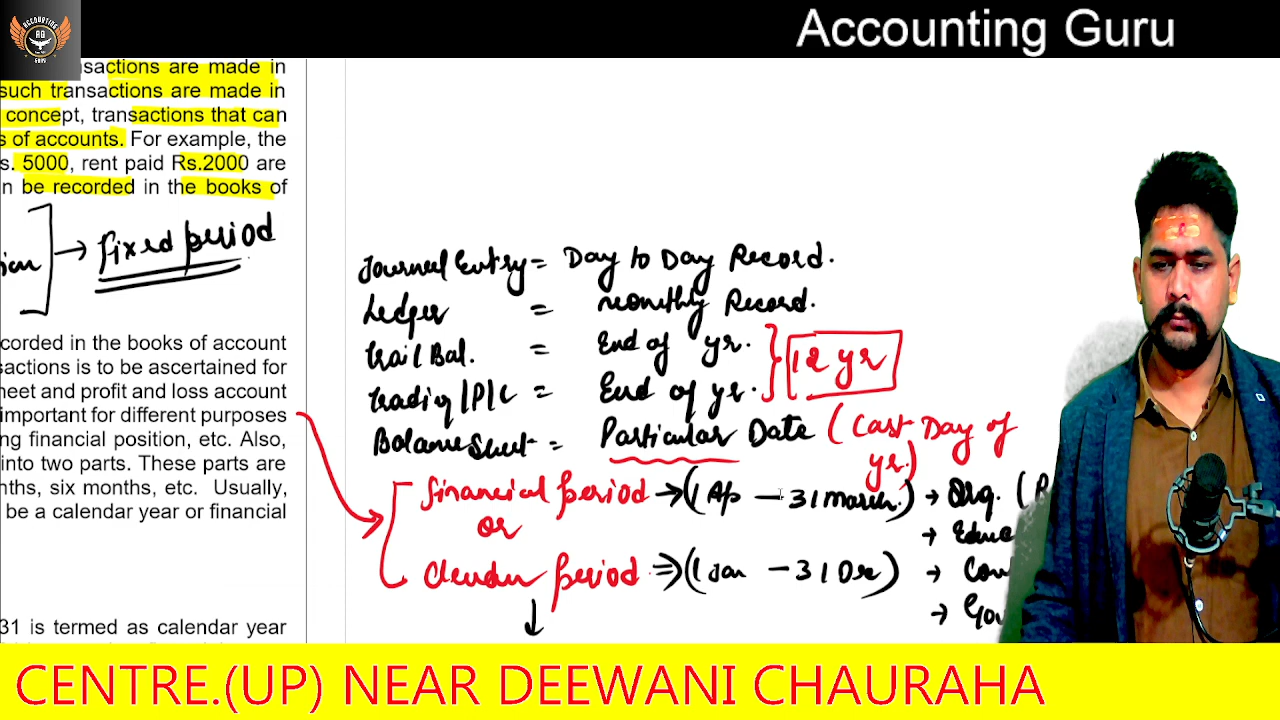 Accounting Guru
ACCOUNTING
AG
GURU
sactions are made in
such transactions are made in
concept, transactions that can
s of accounts. For example, the
s. 5000, rent paid Rs.2000 are
n be recorded in the books of
fixed period
Journel Entry = Day to Day Record.
Ledger = Monthly Record.
trail Bal. = End of yr.
12 yr
trading/P/L = End of yr.
Balance Sheet = Particular Date (Last Day of yr.)
corded in the books of account
sactions is to be ascertained for
neet and profit and loss account
important for different purposes
ng financial position, etc. Also,
into two parts. These parts are
nths, six months, etc. Usually,
be a calendar year or financial
financial period → (1 Ap — 31 March.) → Org. (
or
period ⇒ (1 Jan — 31 De) →
31 is termed as calendar year
CENTRE.(UP) NEAR DEEWANI CHAURAHA